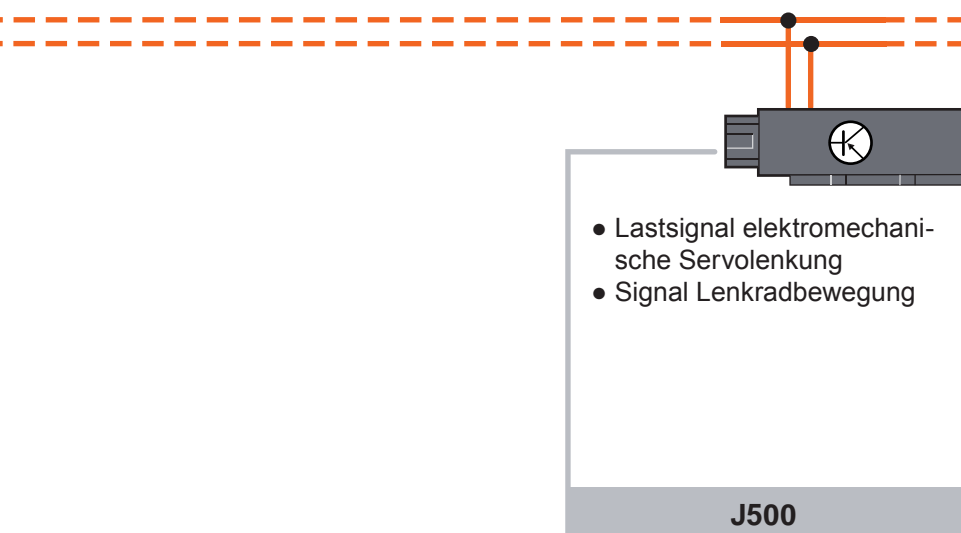 ● Lastsignal elektromechani-
sche Servolenkung
● Signal Lenkradbewegung
J500